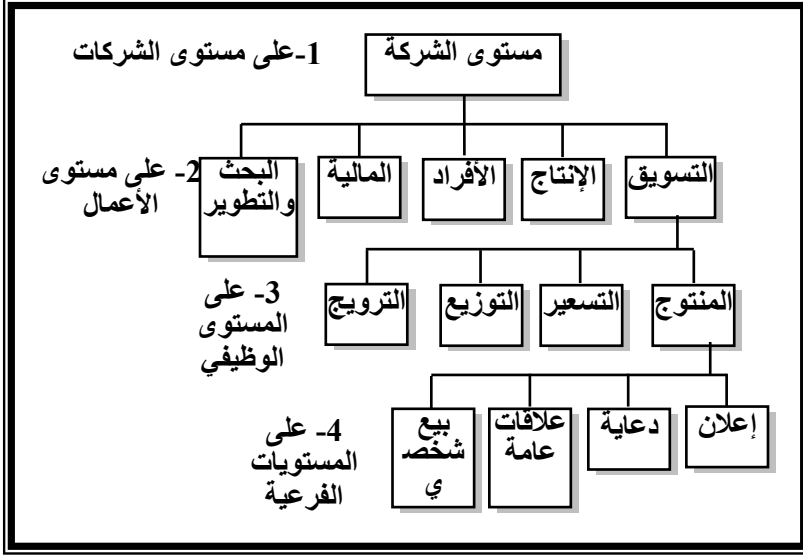 مستوى الشركة
1-على مستوى الشركات
التسويق
الإنتاج
الأفراد
المالية
البحث
والتطوير
2- على مستوى
الأعمال
المنتوج
التسعير
التوزيع
الترويج
3- على
المستوى
الوظيفي
إعلان
دعاية
علاقات
عامة
بيع
شخص
ي
4- على
المستويات
الفرعية